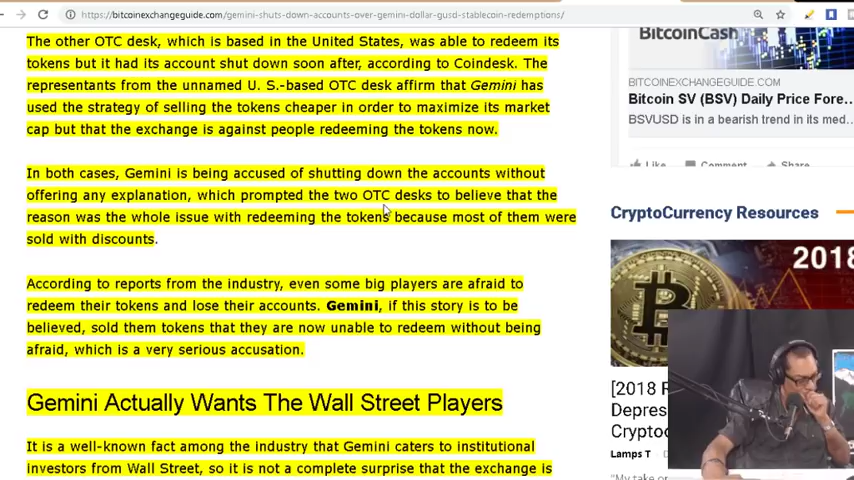 https://bitcoinexchangeguide.com/gemini-shuts-down-accounts-over-gemini-dollar-gusd-stablecoin-redemptions/
The other OTC desk, which is based in the United States, was able to redeem its
tokens but it had its account shut down soon after, according to Coindesk. The
representants from the unnamed U. S.-based OTC desk affirm that Gemini has
used the strategy of selling the tokens cheaper in order to maximize its market
cap but that the exchange is against people redeeming the tokens now.
In both cases, Gemini is being accused of shutting down the accounts without
offering any explanation, which prompted the two OTC desks to believe that the
reason was the whole issue with redeeming the tokens because most of them were
sold with discounts.
According to reports from the industry, even some big players are afraid to
redeem their tokens and lose their accounts. Gemini, if this story is to be
believed, sold them tokens that they are now unable to redeem without being
afraid, which is a very serious accusation.
Gemini Actually Wants The Wall Street Players
It is a well-known fact among the industry that Gemini caters to institutional
investors from Wall Street, so it is not a complete surprise that the exchange is
BitcoinCash
BITCOINEXCHANGEGUIDE.COM
Bitcoin SV (BSV) Daily Price Fore...
BSVUSD is in a bearish trend in its med...
Like Comment Share
CryptoCurrency Resources
2018
[2018 R
Depres
Cryptoc
Lamps T
"My take or